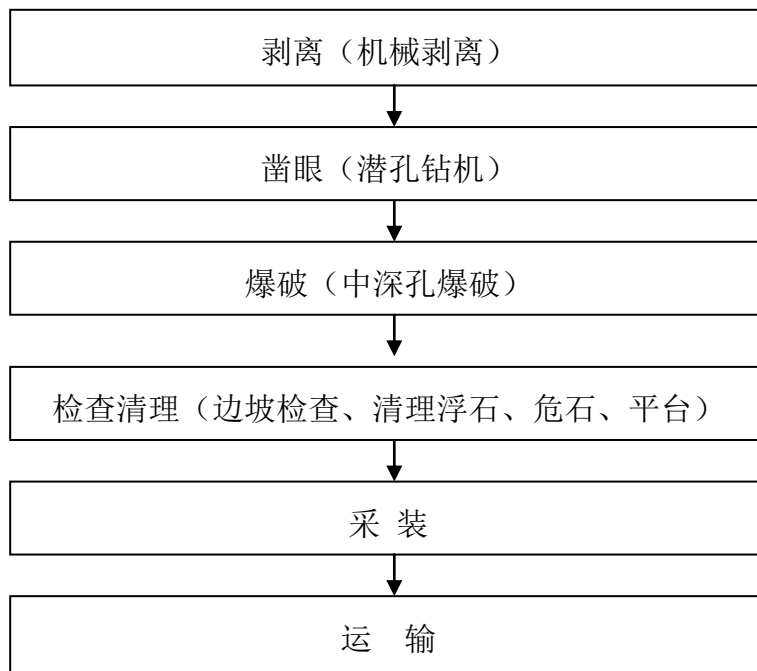 剥离（机械剥离）
凿眼（潜孔钻机）
爆破（中深孔爆破）
检查清理（边坡检查、清理浮石、危石、平台）
采 装
运 输